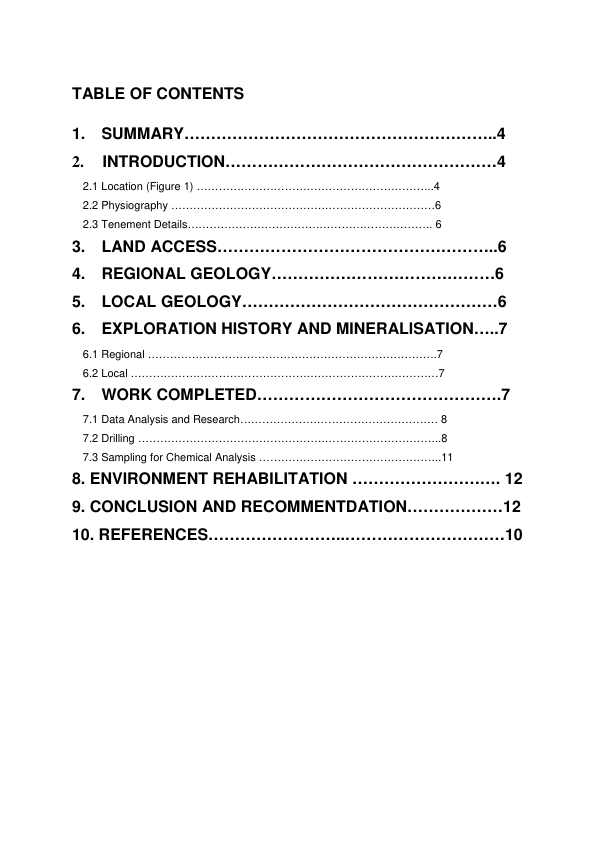 TABLE OF CONTENTS
1. SUMMARY…………………………………………………..4
2. INTRODUCTION……………………………………………4
2.1 Location (Figure 1) ………………………………………………………..4
2.2 Physiography ………………………………………………………………6
2.3 Tenement Details…………………………………………………………. 6
3. LAND ACCESS……………………………………………..6
4. REGIONAL GEOLOGY……………………………………6
5. LOCAL GEOLOGY…………………………………………6
6. EXPLORATION HISTORY AND MINERALISATION…..7
6.1 Regional …………………………………………………………………….7
6.2 Local …………………………………………………………………………7
7. WORK COMPLETED……………………………………….7
7.1 Data Analysis and Research……………………………………………… 8
7.2 Drilling ………………………………………………………………………..8
7.3 Sampling for Chemical Analysis …………………………………………..11
8. ENVIRONMENT REHABILITATION ………………………. 12
9. CONCLUSION AND RECOMMENTDATION………………12
10. REFERENCES……………………...…………………………10